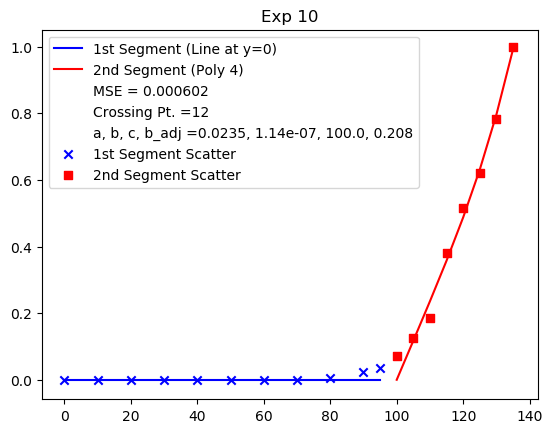 Exp 10
1st Segment (Line at y=0)
2nd Segment (Poly 4)
MSE = 0.000602
Crossing Pt. =12
a, b, c, b_adj =0.0235, 1.14e-07, 100.0, 0.208
1st Segment Scatter
2nd Segment Scatter
1.0
0.8
0.6
0.4
0.2
0.0
0 20 40 60 80 100 120 140